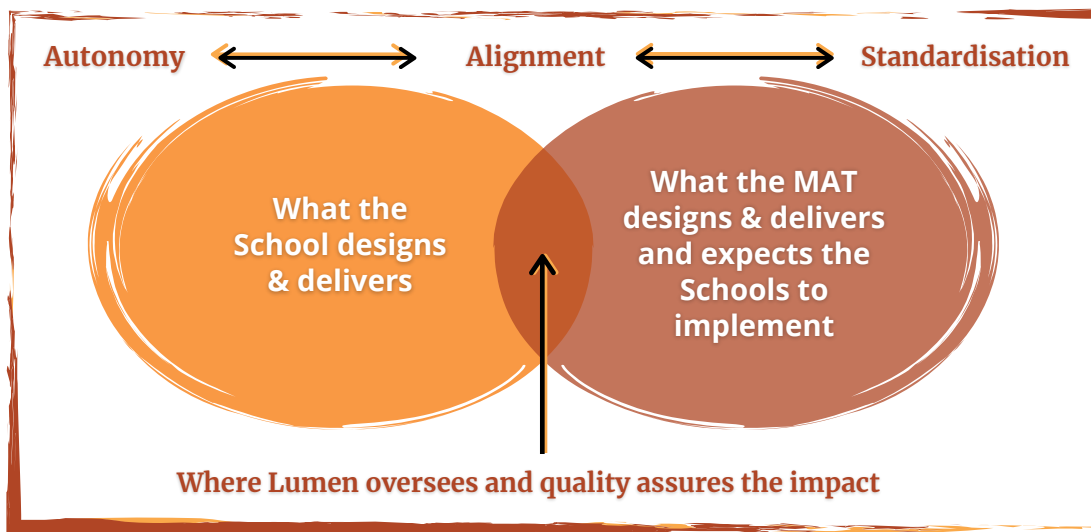 Autonomy
Alignment
Standardisation
What the
School designs
& delivers
What the MAT
designs & delivers
and expects the
Schools to
implement
Where Lumen oversees and quality assures the impact